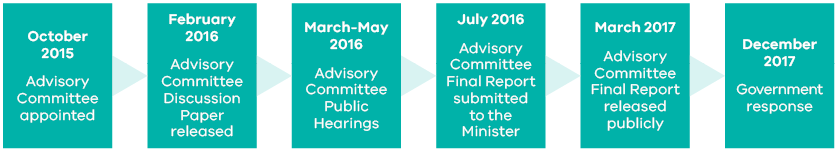 October
2015
Advisory
Committee
appointed
February
2016
Advisory
Committee
Discussion
Paper
released
March-May
2016
Advisory
Committee
Public
Hearings
July 2016
Advisory
Committee
Final Report
submitted
to the
Minister
March 2017
Advisory
Committee
Final Report
released
publicly
December
2017
Government
response